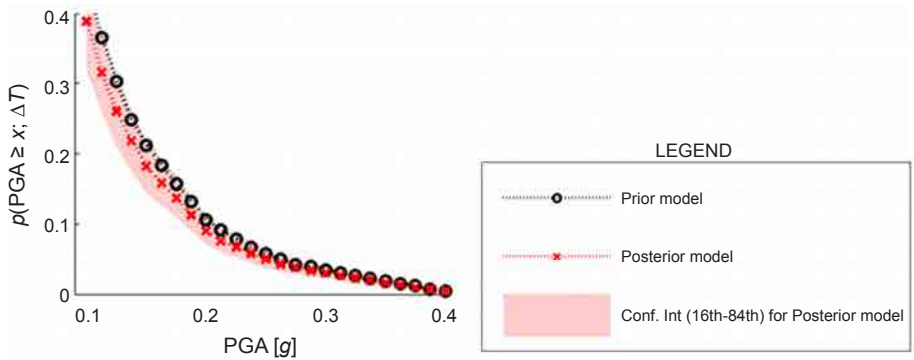 0.4
0.3
0.2
0.1
0
p(PGA ≥ x; ΔT)
0.1
0.2
0.3
0.4
PGA [g]
LEGEND
Prior model
Posterior model
Conf. Int (16th-84th) for Posterior model